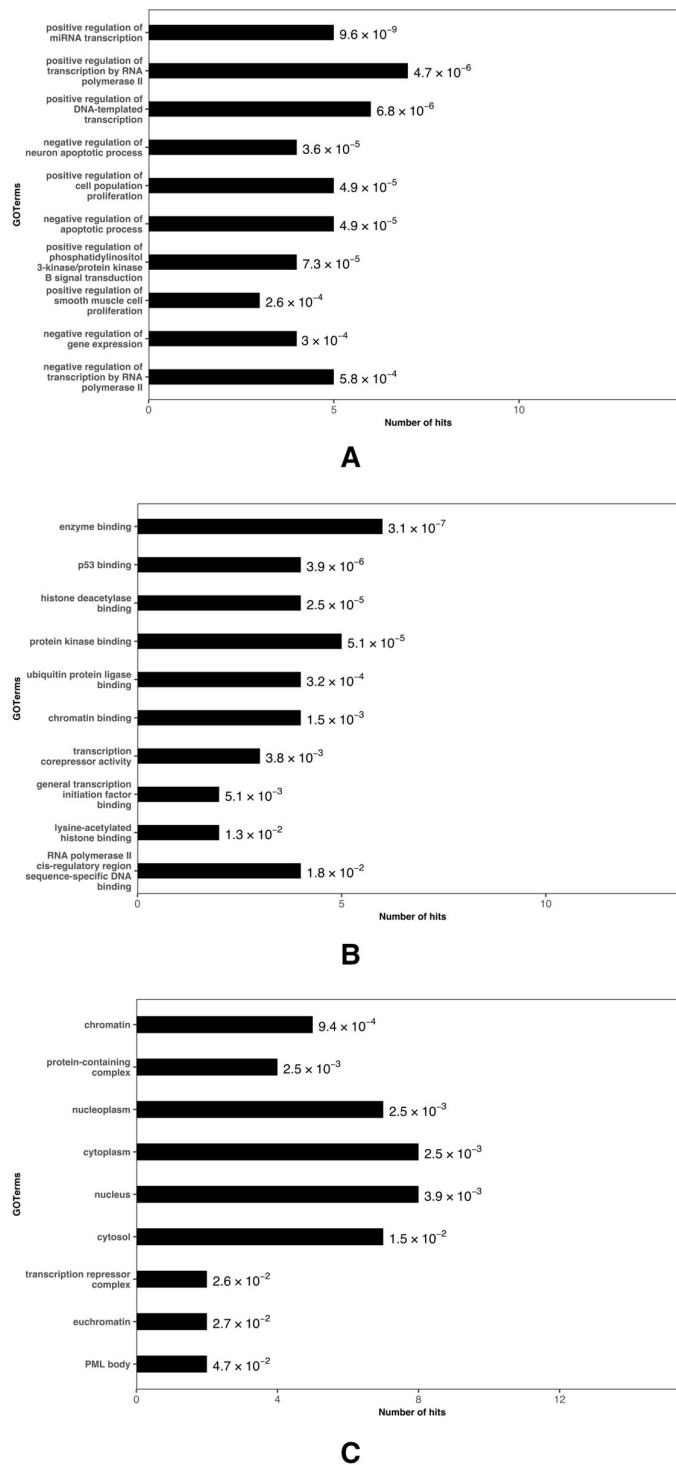 positive regulation of
miRNA transcription
9.6 × 10⁻⁹
positive regulation of
transcription by RNA
polymerase II
4.7 × 10⁻⁶
positive regulation of
DNA-templated
transcription
6.8 × 10⁻⁶
negative regulation of
neuron apoptotic process
3.6 × 10⁻⁵
positive regulation of
cell population
proliferation
4.9 × 10⁻⁵
negative regulation of
apoptotic process
4.9 × 10⁻⁵
positive regulation of
phosphatidylinositol
3-kinase/protein kinase
B signal transduction
7.3 × 10⁻⁵
positive regulation of
smooth muscle cell
proliferation
2.6 × 10⁻⁴
negative regulation of
gene expression
3 × 10⁻⁴
negative regulation of
transcription by RNA
polymerase II
5.8 × 10⁻⁴
GOTerms
0 5 10
Number of hits
A
enzyme binding
3.1 × 10⁻⁷
p53 binding
3.9 × 10⁻⁶
histone deacetylase
binding
2.5 × 10⁻⁵
protein kinase binding
5.1 × 10⁻⁵
ubiquitin protein ligase
binding
3.2 × 10⁻⁴
chromatin binding
1.5 × 10⁻³
transcription
corepressor activity
3.8 × 10⁻³
general transcription
initiation factor
binding
5.1 × 10⁻³
lysine-acetylated
histone binding
1.3 × 10⁻²
RNA polymerase II
cis-regulatory region
sequence-specific DNA
binding
1.8 × 10⁻²
GOTerms
0 5 10
Number of hits
B
chromatin
9.4 × 10⁻⁴
protein-containing
complex
2.5 × 10⁻³
nucleoplasm
2.5 × 10⁻³
cytoplasm
2.5 × 10⁻³
nucleus
3.9 × 10⁻³
cytosol
1.5 × 10⁻²
transcription repressor
complex
2.6 × 10⁻²
euchromatin
2.7 × 10⁻²
PML body
4.7 × 10⁻²
GOTerms
0 4 8 12
Number of hits
C